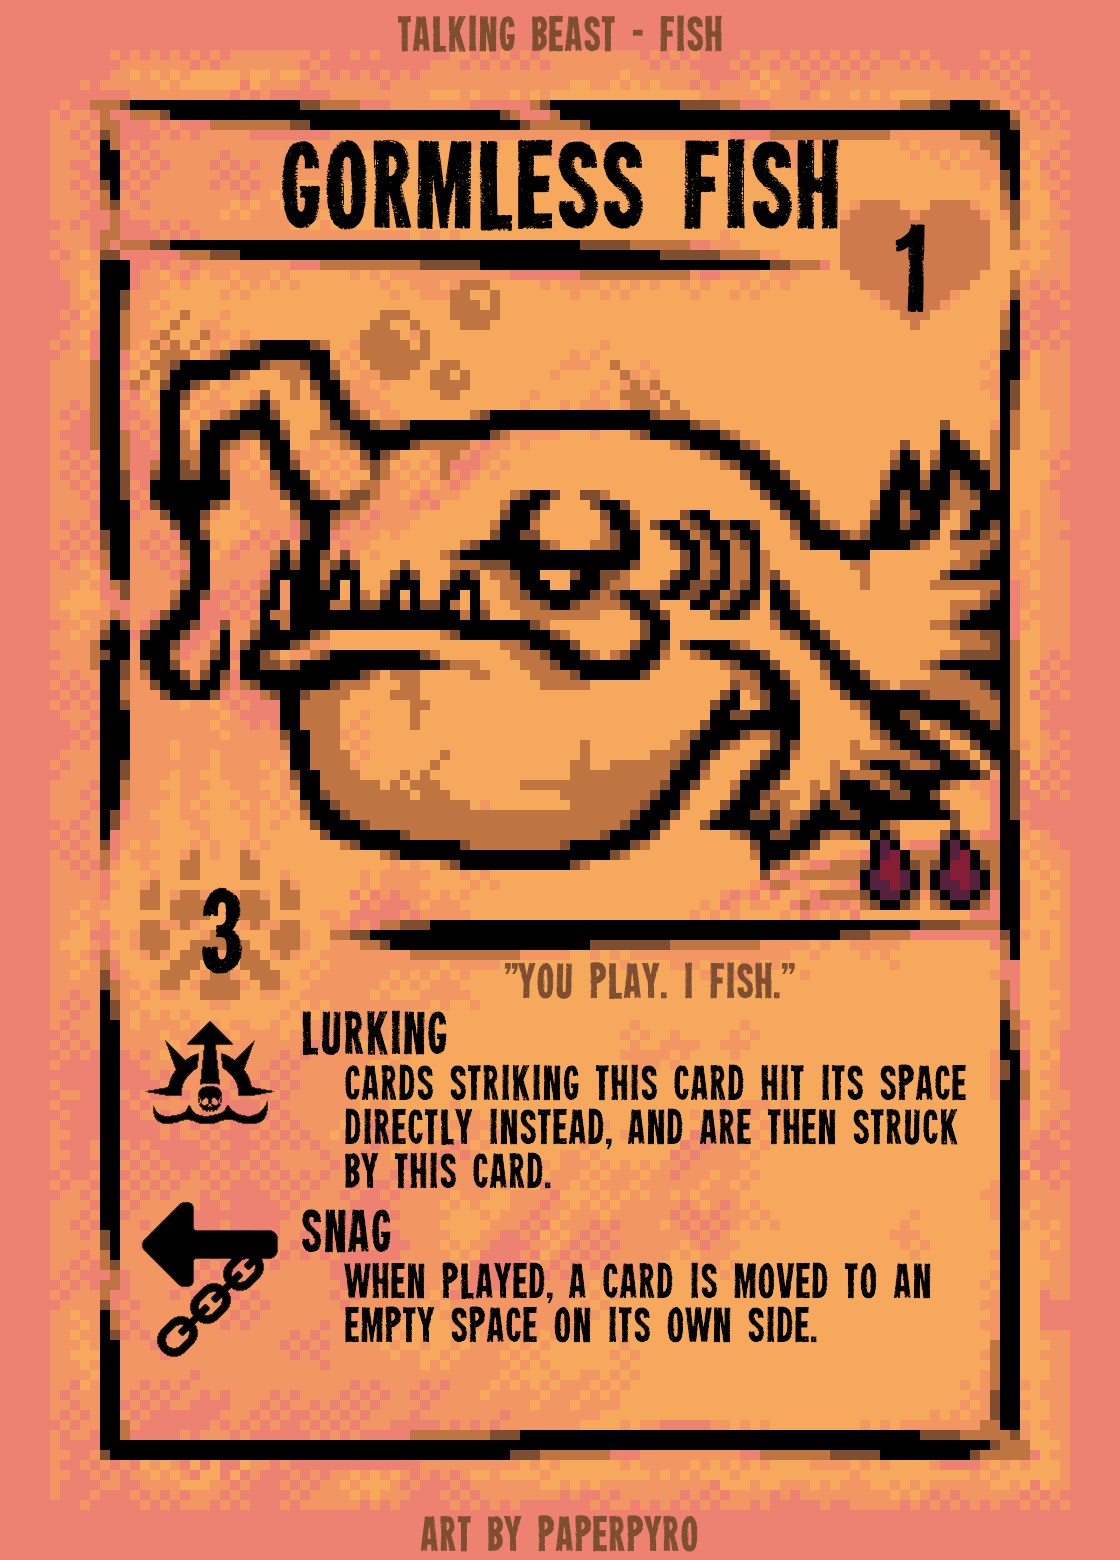 TALKING BEAST - FISH
GORMLESS FISH
1
3
"YOU PLAY. I FISH."
LURKING
CARDS STRIKING THIS CARD HIT ITS SPACE
DIRECTLY INSTEAD, AND ARE THEN STRUCK
BY THIS CARD.
SNAG
WHEN PLAYED, A CARD IS MOVED TO AN
EMPTY SPACE ON ITS OWN SIDE.
ART BY PAPERPYRO